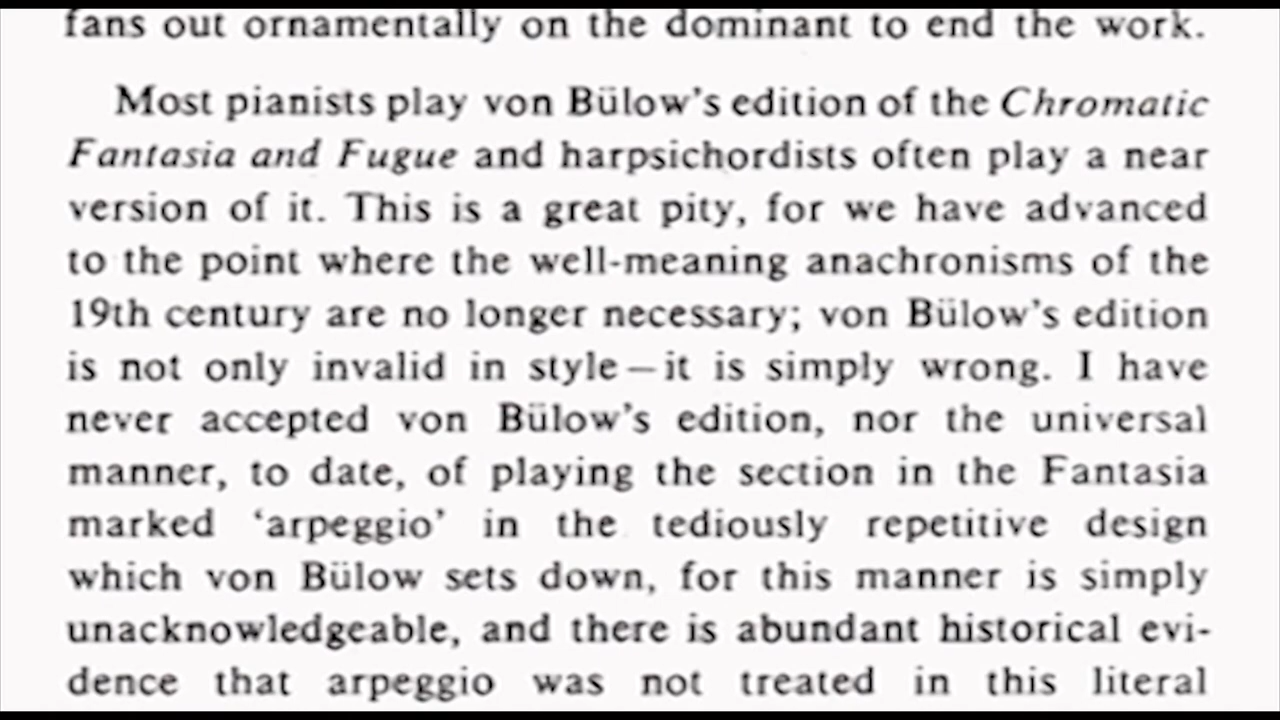 fans out ornamentally on the dominant to end the work.
Most pianists play von Bülow's edition of the Chromatic
Fantasia and Fugue and harpsichordists often play a near
version of it. This is a great pity, for we have advanced
to the point where the well-meaning anachronisms of the
19th century are no longer necessary; von Bülow's edition
is not only invalid in style—it is simply wrong. I have
never accepted von Bülow's edition, nor the universal
manner, to date, of playing the section in the Fantasia
marked 'arpeggio' in the tediously repetitive design
which von Bülow sets down, for this manner is simply
unacknowledgeable, and there is abundant historical evi-
dence that arpeggio was not treated in this literal